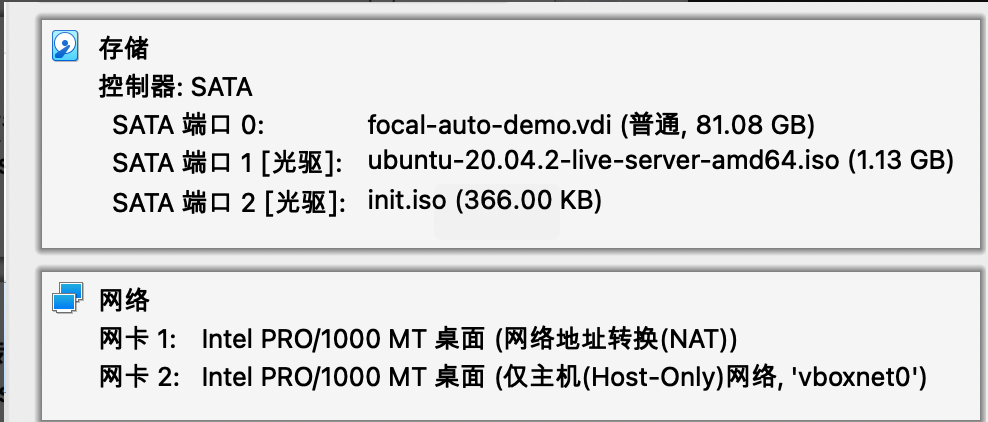 存储
控制器: SATA
SATA 端口 0: focal-auto-demo.vdi (普通, 81.08 GB)
SATA 端口 1 [光驱]: ubuntu-20.04.2-live-server-amd64.iso (1.13 GB)
SATA 端口 2 [光驱]: init.iso (366.00 KB)
网络
网卡 1: Intel PRO/1000 MT 桌面 (网络地址转换(NAT))
网卡 2: Intel PRO/1000 MT 桌面 (仅主机(Host-Only)网络, 'vboxnet0')